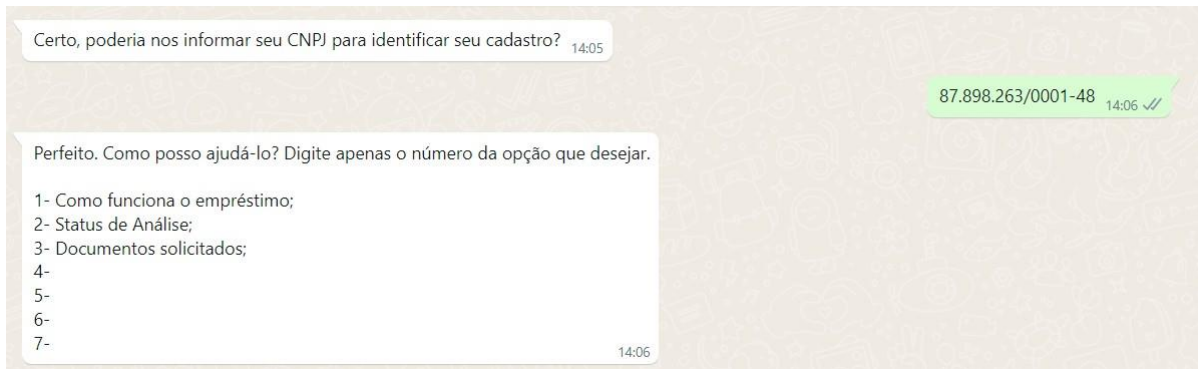 Certo, poderia nos informar seu CNPJ para identificar seu cadastro? 14:05
87.898.263/0001-48 14:06
Perfeito. Como posso ajudá-lo? Digite apenas o número da opção que desejar.
1- Como funciona o empréstimo;
2- Status de Análise;
3- Documentos solicitados;
4-
5-
6-
7-
14:06